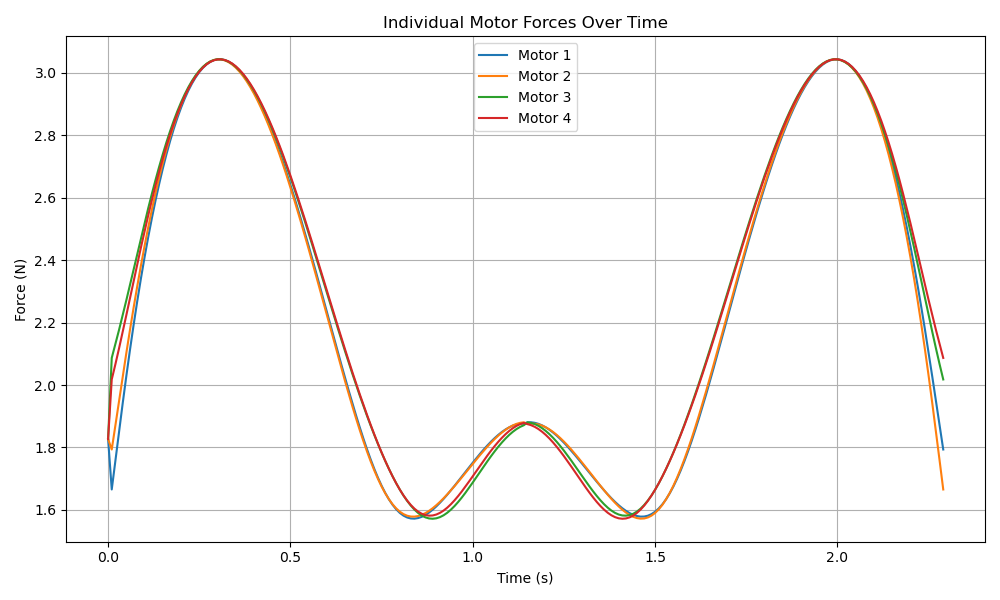 Individual Motor Forces Over Time
Motor 1
Motor 2
Motor 3
Motor 4
Force (N)
3.0
2.8
2.6
2.4
2.2
2.0
1.8
1.6
0.0 0.5 1.0 1.5 2.0
Time (s)